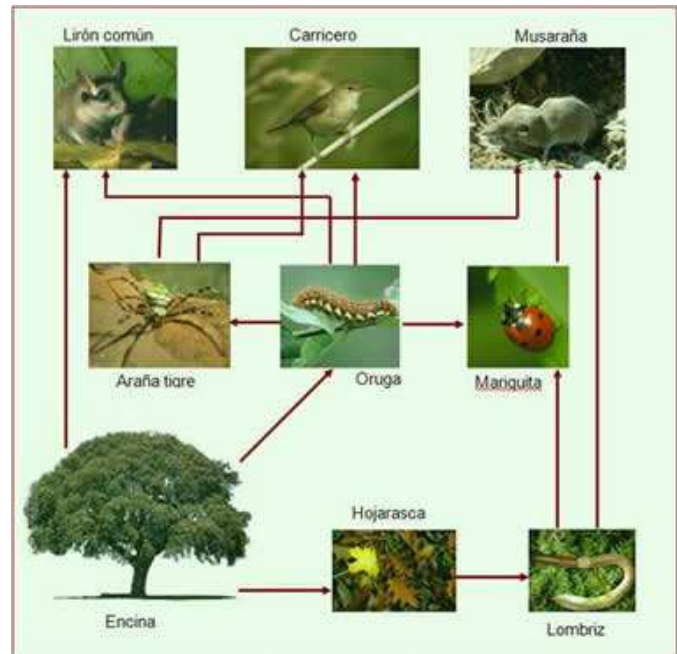 Lirón común
Carricero
Musaraña
Araña tigre
Oruga
Mariquita
Hojarasca
Encina
Lombriz